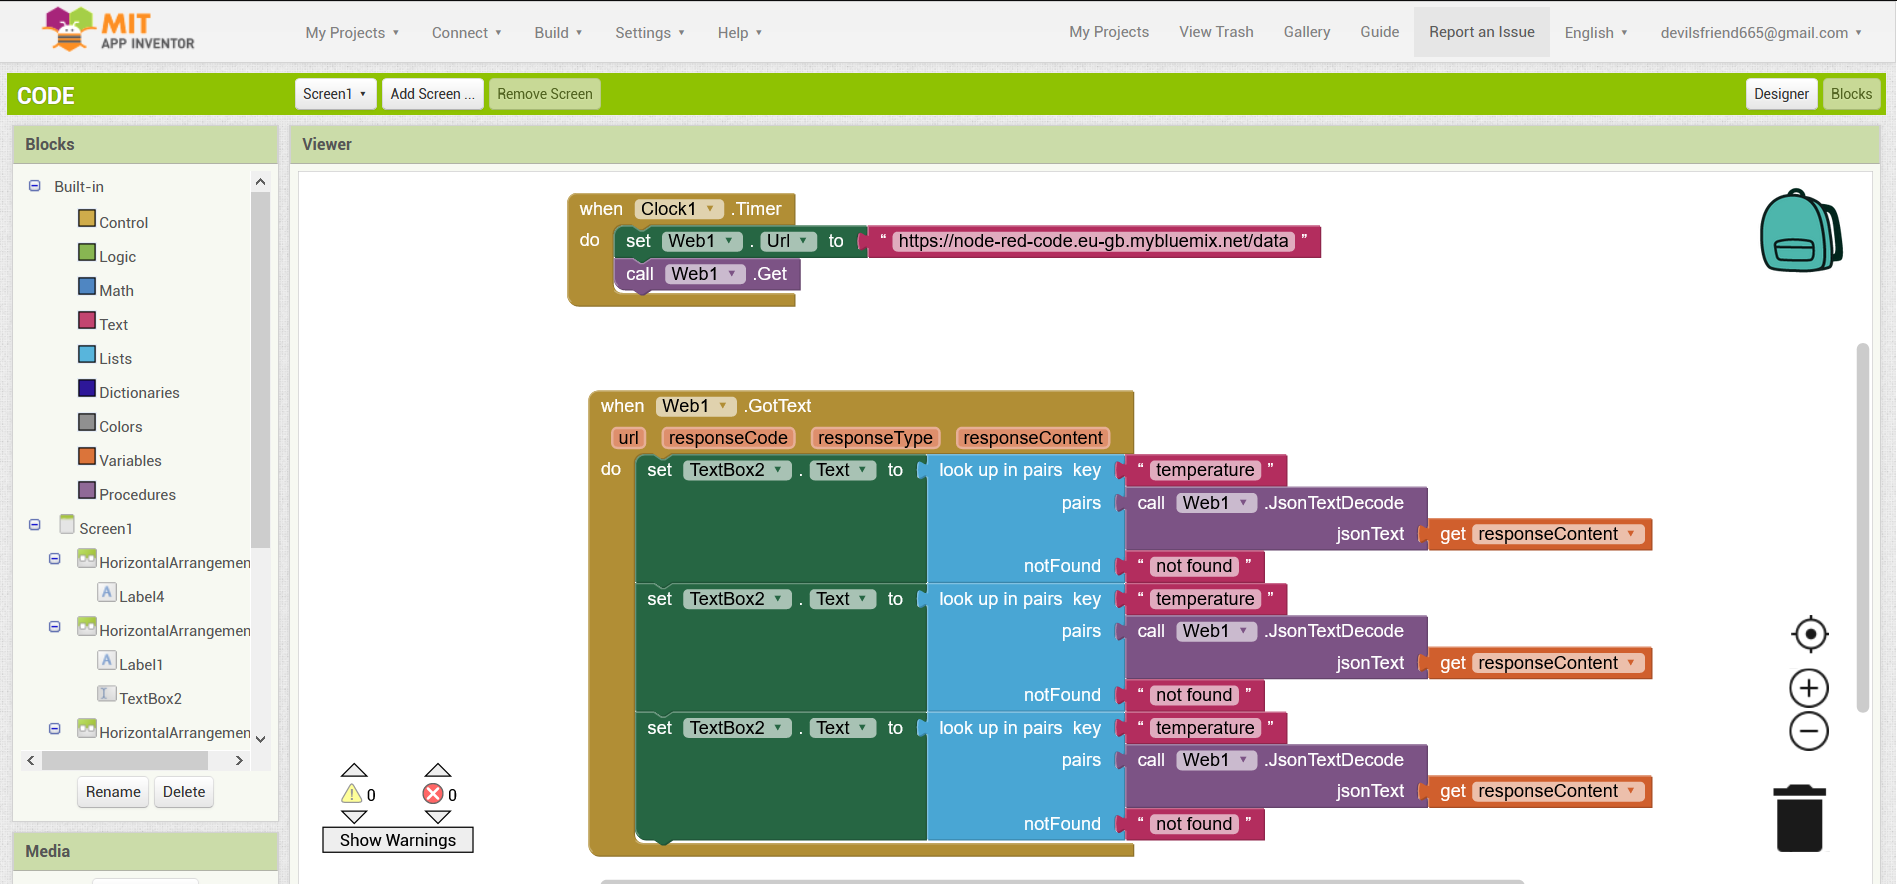 MIT
APP INVENTOR
My Projects Connect Build Settings Help My Projects View Trash Gallery Guide Report an Issue English devilsfriend665@gmail.com
CODE Screen1 Add Screen ... Remove Screen Designer Blocks
Blocks
Built-in
Control
Logic
Math
Text
Lists
Dictionaries
Colors
Variables
Procedures
Screen1
HorizontalArrangemen
A Label4
HorizontalArrangemen
A Label1
TextBox2
HorizontalArrangemen
Rename Delete
Media
Viewer
when Clock1 .Timer
do set Web1 . Url to “ https://node-red-code.eu-gb.mybluemix.net/data ”
call Web1 .Get
when Web1 .GotText
url responseCode responseType responseContent
do set TextBox2 . Text to look up in pairs key “ temperature ”
pairs call Web1 .JsonTextDecode
jsonText get responseContent
notFound “ not found ”
set TextBox2 . Text to look up in pairs key “ temperature ”
pairs call Web1 .JsonTextDecode
jsonText get responseContent
notFound “ not found ”
set TextBox2 . Text to look up in pairs key “ temperature ”
pairs call Web1 .JsonTextDecode
jsonText get responseContent
notFound “ not found ”
0 0
Show Warnings